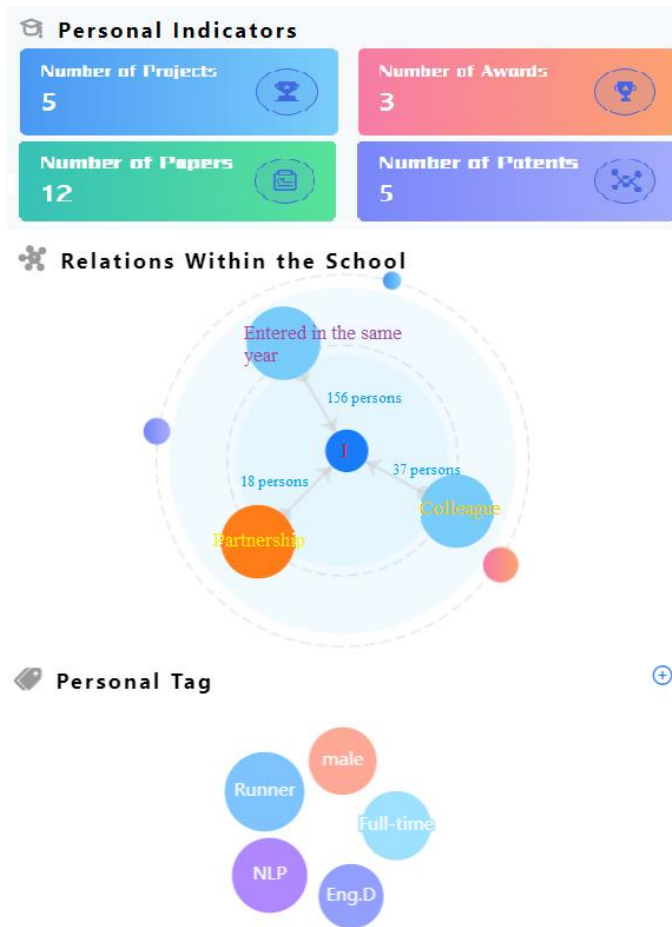 Personal Indicators
Number of Projects
5
Number of Awards
3
Number of Papers
12
Number of Patents
5
Relations Within the School
Entered in the same
year
156 persons
I
18 persons
37 persons
Colleague
Partnership
Personal Tag
male
Runner
Full-time
NLP
Eng.D